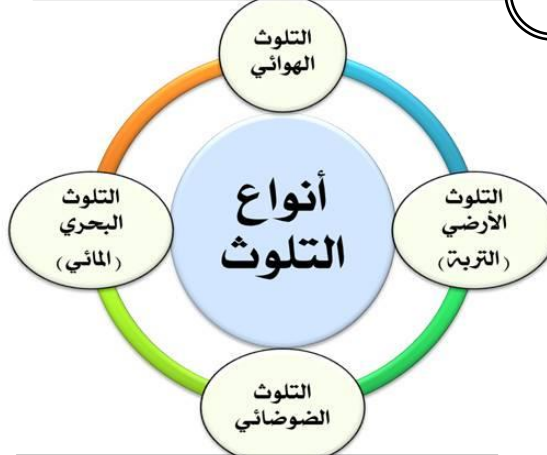 التلوث
الهوائي
التلوث
الأرضي
(التربة)
أنواع
التلوث
التلوث
البحري
(المائي)
التلوث
الضوضائي